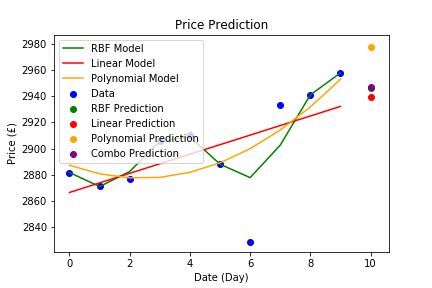 Price Prediction
Price (£)
2980
2960
2940
2920
2900
2880
2860
2840
RBF Model
Linear Model
Polynomial Model
Data
RBF Prediction
Linear Prediction
Polynomial Prediction
Combo Prediction
0
2
4
6
8
10
Date (Day)